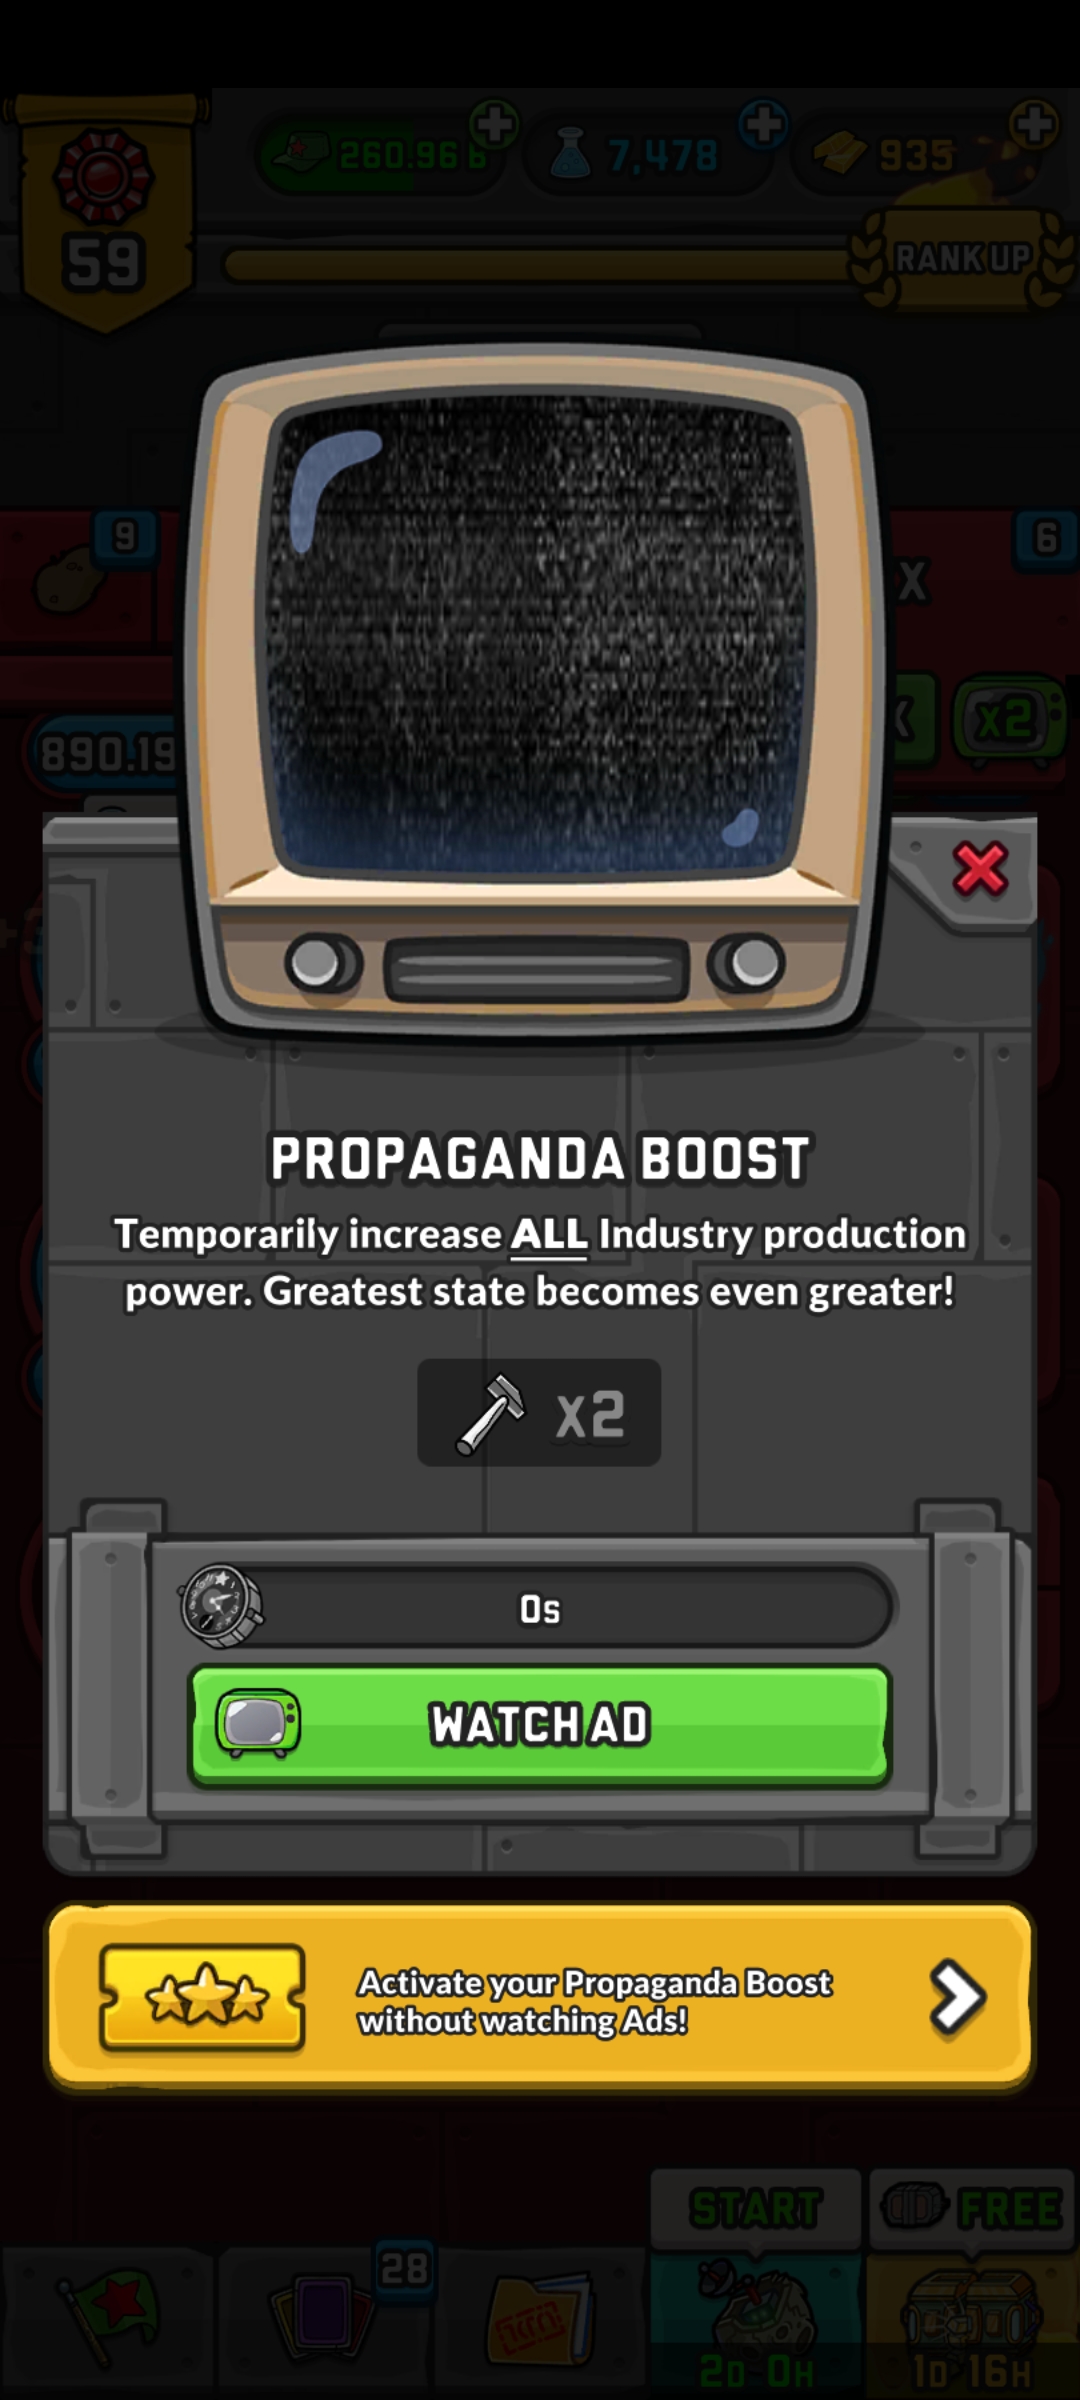 260.96 B
7,478
935
59
RANK UP
9
6
X
890.19
K
x2
PROPAGANDA BOOST
Temporarily increase ALL Industry production
power. Greatest state becomes even greater!
x2
0s
WATCH AD
Activate your Propaganda Boost
without watching Ads!
START
FREE
28
2D 0H
1D 16H